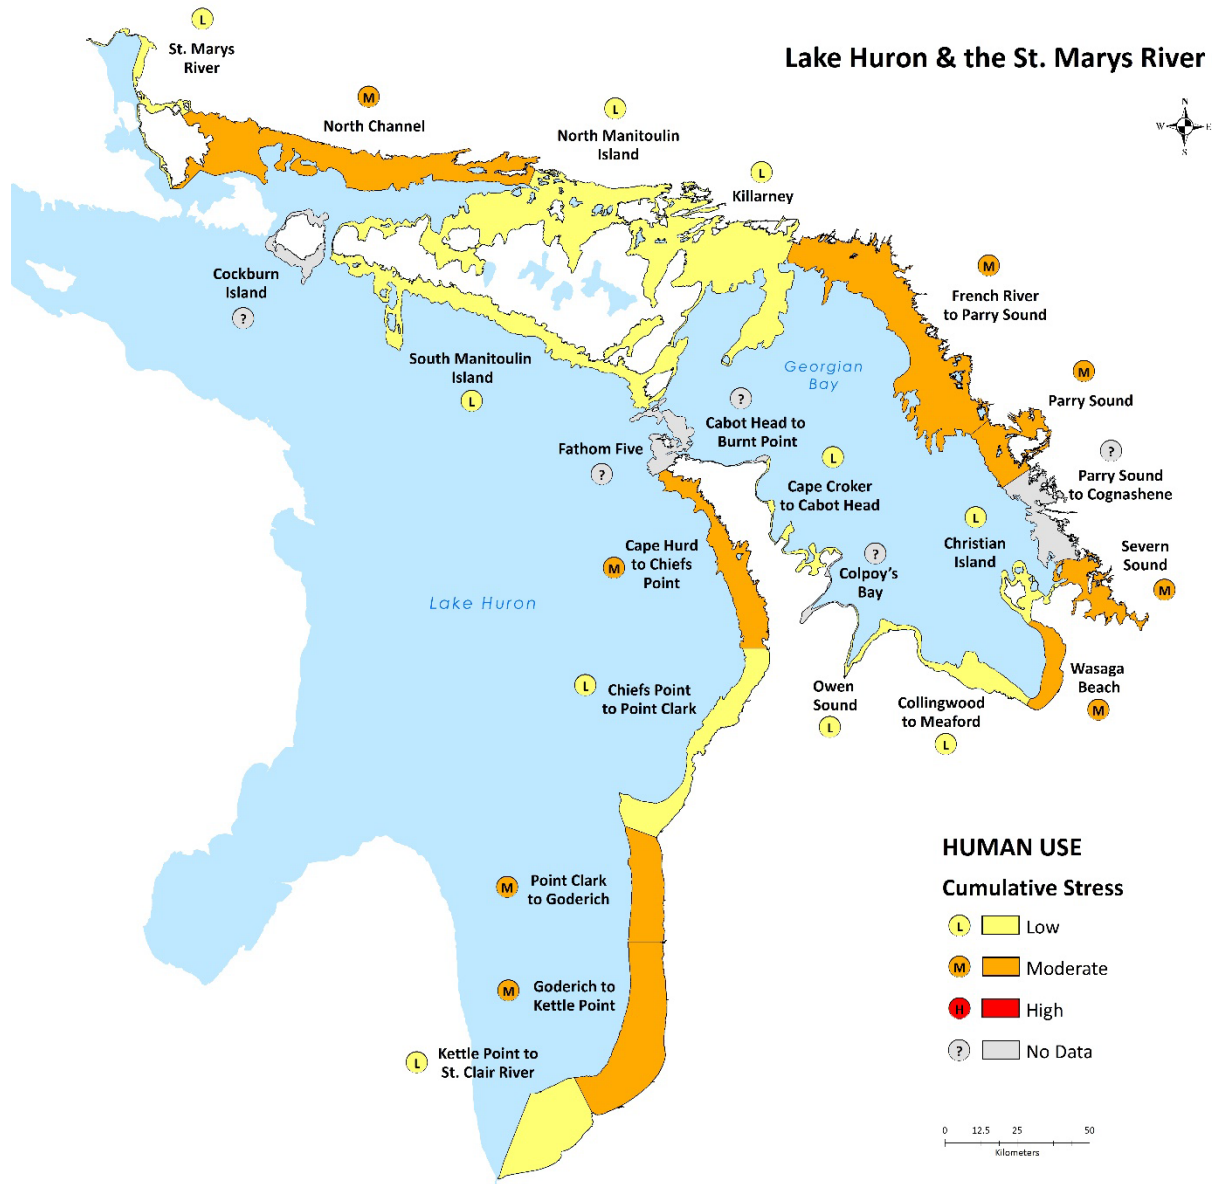 L
St. Marys
River
Lake Huron & the St. Marys River
M
North Channel
L
North Manitoulin
Island
N
W E
S
L
Killarney
Cockburn
Island
?
M
French River
to Parry Sound
South Manitoulin
Island
L
Georgian
Bay
M
Parry Sound
?
Cabot Head to
Burnt Point
Fathom Five
?
L
Cape Croker
to Cabot Head
?
Parry Sound
to Cognashene
Cape Hurd
to Chiefs
Point
M
?
Colpoy's
Bay
L
Christian
Island
Severn
Sound
M
Lake Huron
L
Chiefs Point
to Point Clark
Owen
Sound
L
Collingwood
to Meaford
L
Wasaga
Beach
M
M
Point Clark
to Goderich
M
Goderich to
Kettle Point
L
Kettle Point to
St. Clair River
HUMAN USE
Cumulative Stress
L Low
M Moderate
H High
? No Data
0 12.5 25 50
Kilometers